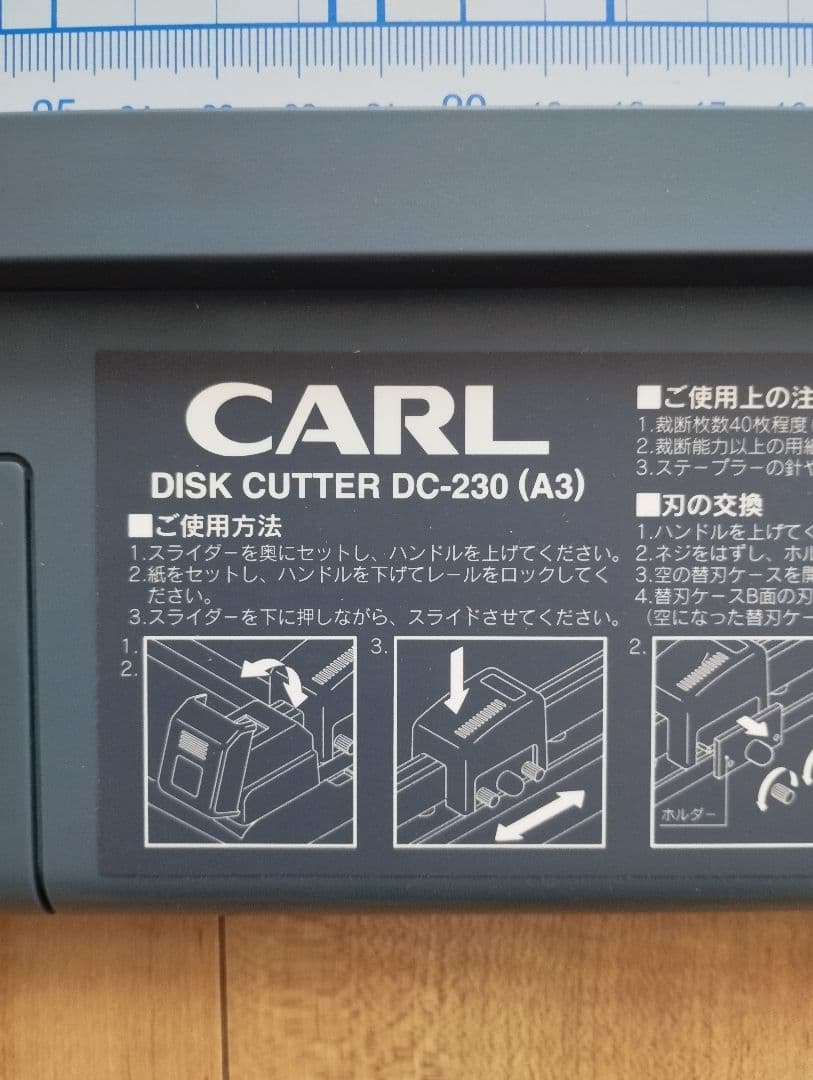 25
20
CARL
DISK CUTTER DC-230 (A3)
■ご使用方法
1.スライダーを奥にセットし、ハンドルを上げてください。
2.紙をセットし、ハンドルを下げてレールをロックしてく
ださい。
3.スライダーを下に押しながら、スライドさせてください。
1.
2.
3.
■ご使用上の注
1.裁断枚数40枚程度
2.裁断能力以上の用紙
3.ステープラーの針や
■刃の交換
1.ハンドルを上げてく
2.ネジをはずし、ホル
3.空の替刃ケースを開
4.替刃ケースB面の刃
(空になった替刃ケー
2.
ホルダー